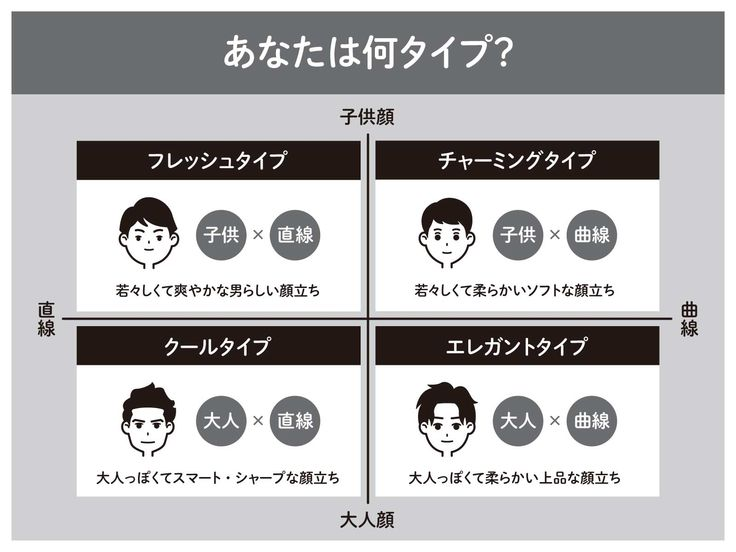 あなたは何タイプ?
子供顔
フレッシュタイプ
子供 × 直線
若々しくて爽やかな男らしい顔立ち
チャーミングタイプ
子供 × 曲線
若々しくて柔らかいソフトな顔立ち
直線
曲線
クールタイプ
大人 × 直線
大人っぽくてスマート・シャープな顔立ち
エレガントタイプ
大人 × 曲線
大人っぽくて柔らかい上品な顔立ち
大人顔